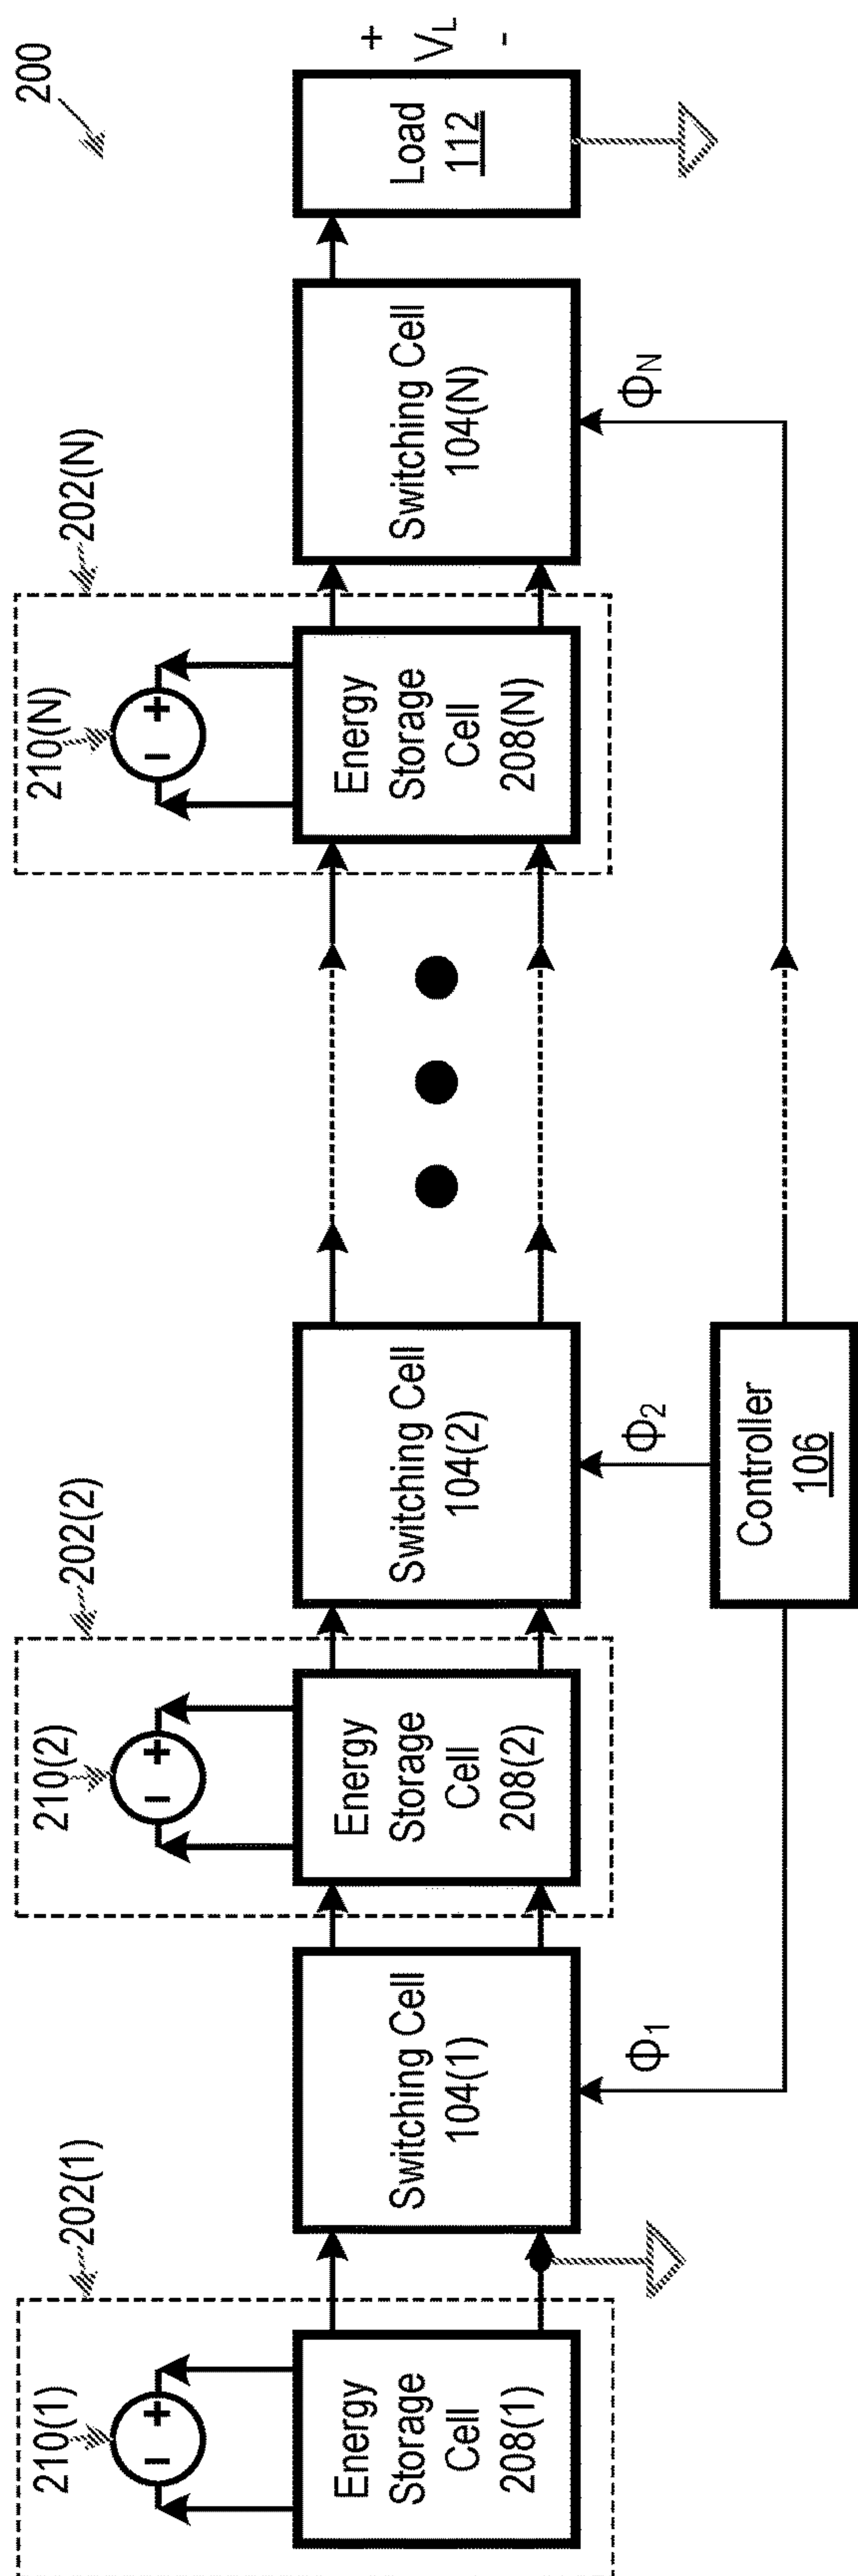 200
202(1)
202(2)
202(N)
210(1)
210(2)
210(N)
+
-
+
-
+
-
Energy
Storage
Cell
208(1)
Switching Cell
104(1)
Energy
Storage
Cell
208(2)
Switching Cell
104(2)
Energy
Storage
Cell
208(N)
Switching Cell
104(N)
Load
112
+
VL
-
Φ1
Φ2
ΦN
Controller
106